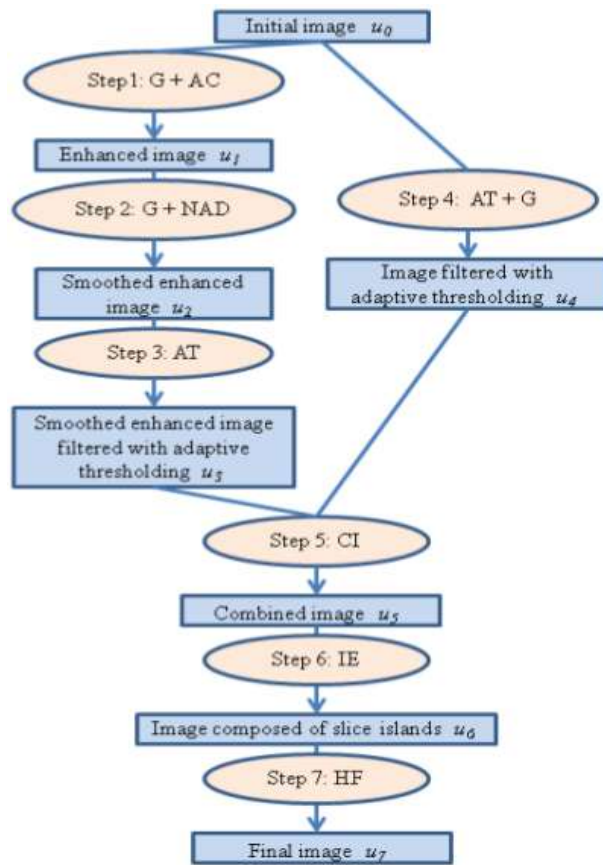 Initial image u0
Step1: G + AC
Enhanced image u1
Step 2: G + NAD
Smoothed enhanced
image u2
Step 3: AT
Smoothed enhanced image
filtered with adaptive
thresholding u3
Step 4: AT + G
Image filtered with
adaptive thresholding u4
Step 5: CI
Combined image u5
Step 6: IE
Image composed of slice islands u6
Step 7: HF
Final image u7